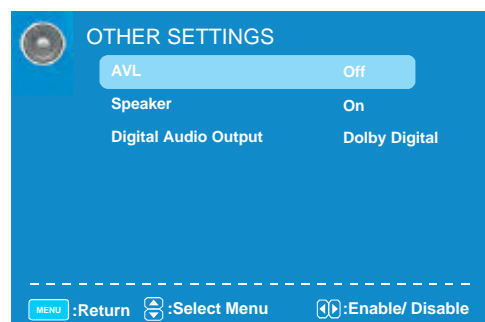 OTHER SETTINGS
AVL Off
Speaker On
Digital Audio Output Dolby Digital
MENU :Return :Select Menu :Enable/ Disable